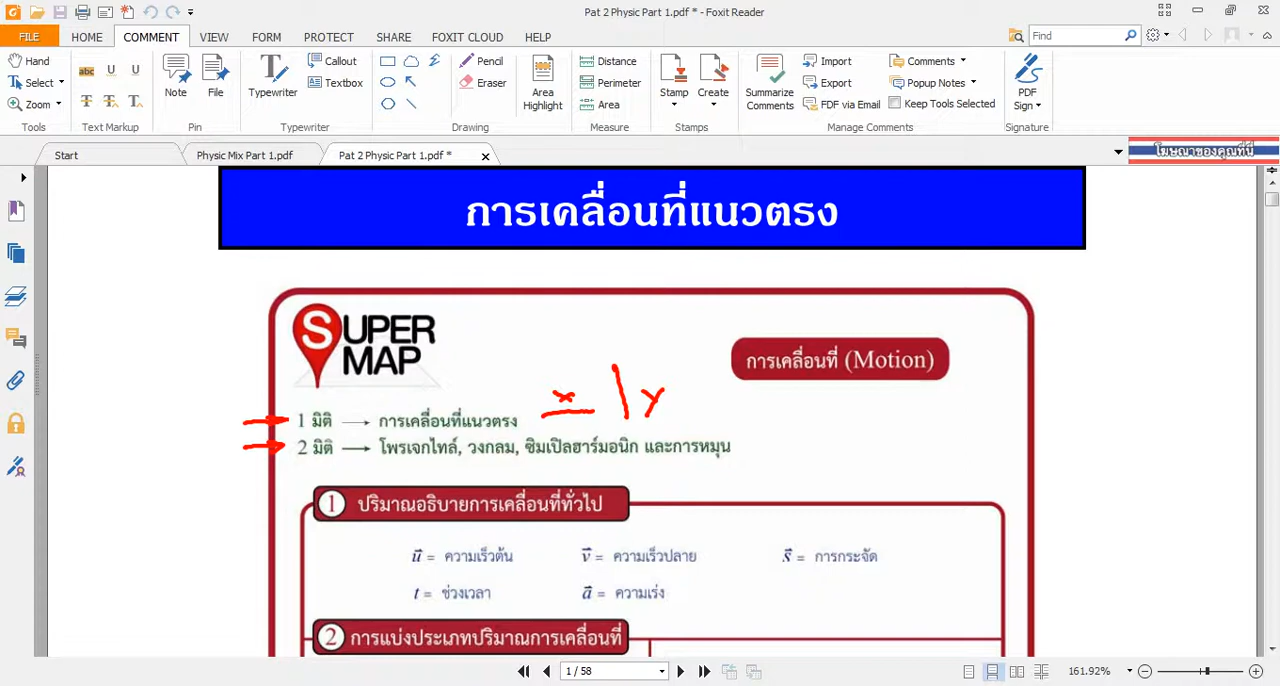 Pat 2 Physic Part 1.pdf * - Foxit Reader
FILE HOME COMMENT VIEW FORM PROTECT SHARE FOXIT CLOUD HELP Find
Hand Select Zoom Tools
abc U U T T T Text Markup
Note File Pin
Typewriter Callout Textbox Typewriter
Pencil Eraser Drawing
Area Highlight
Distance Perimeter Area Measure
Stamp Create Stamps
Summarize Comments Import Export FDF via Email Comments Popup Notes Keep Tools Selected Manage Comments
PDF Sign Signature
Start Physic Mix Part 1.pdf Pat 2 Physic Part 1.pdf * โฆษณาของคุณที่นี่
การเคลื่อนที่แนวตรง
SUPER MAP
การเคลื่อนที่ (Motion)
x | y
1 มิติ → การเคลื่อนที่แนวตรง
2 มิติ → โพรเจกไทล์, วงกลม, ซิมเปิลฮาร์มอนิก และการหมุน
1 ปริมาณอธิบายการเคลื่อนที่ทั่วไป
u⃗ = ความเร็วต้น v⃗ = ความเร็วปลาย s⃗ = การกระจัด
t = ช่วงเวลา a⃗ = ความเร่ง
2 การแบ่งประเภทปริมาณการเคลื่อนที่
1 / 58 161.92%